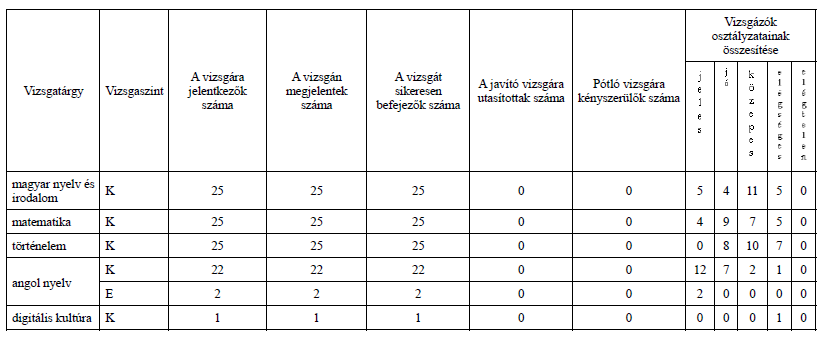 Vizsgatárgy Vizsgaszint A vizsgára jelentkezők száma A vizsgán megjelentek száma A vizsgát sikeresen befejezők száma A javító vizsgára utasítottak száma Pótló vizsgára kényszerülők száma Vizsgázók osztályzatainak összesítése
jeles jó közepes elégséges elégtelen
magyar nyelv és irodalom K 25 25 25 0 0 5 4 11 5 0
matematika K 25 25 25 0 0 4 9 7 5 0
történelem K 25 25 25 0 0 0 8 10 7 0
angol nyelv K 22 22 22 0 0 12 7 2 1 0
E 2 2 2 0 0 2 0 0 0 0
digitális kultúra K 1 1 1 0 0 0 0 0 1 0